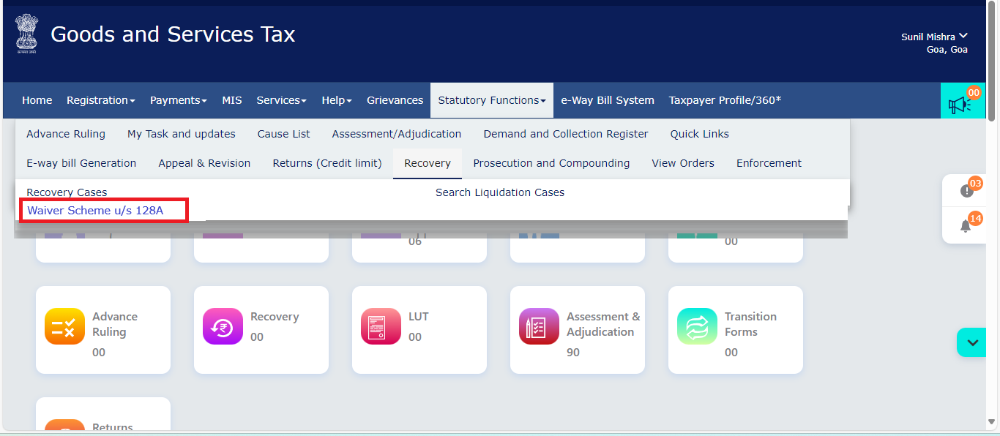 Goods and Services Tax
Sunil Mishra
Goa, Goa
Home Registration Payments MIS Services Help Grievances Statutory Functions e-Way Bill System Taxpayer Profile/360*
00
Advance Ruling My Task and updates Cause List Assessment/Adjudication Demand and Collection Register Quick Links
E-way bill Generation Appeal & Revision Returns (Credit limit) Recovery Prosecution and Compounding View Orders Enforcement
Recovery Cases Search Liquidation Cases
Waiver Scheme u/s 128A
03
14
06
00
Advance Ruling
00
Recovery
00
LUT
00
Assessment &
Adjudication
90
Transition
Forms
00
Returns